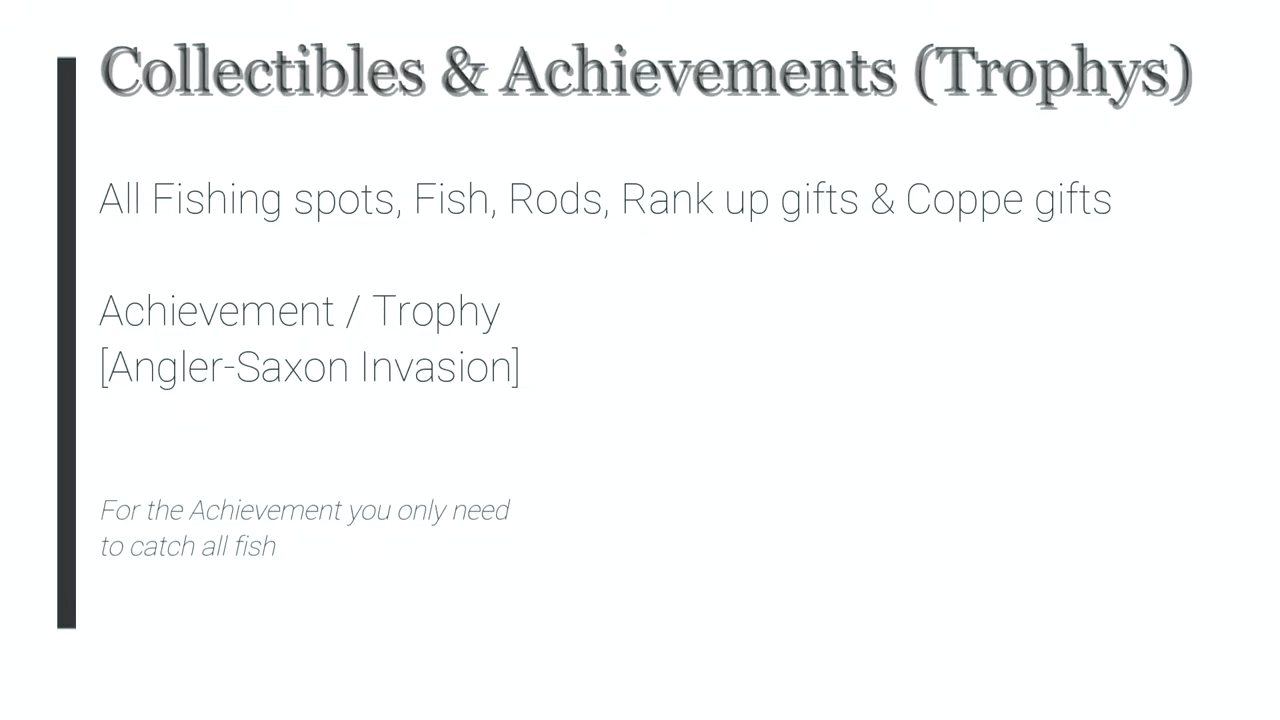 Collectibles & Achievements (Trophys)
All Fishing spots, Fish, Rods, Rank up gifts & Coppe gifts
Achievement / Trophy
[Angler-Saxon Invasion]
For the Achievement you only need
to catch all fish